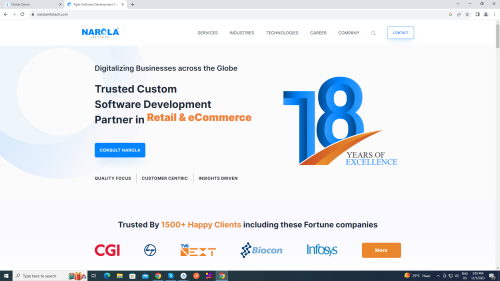 Agile Software Development C
narolainfotech.com
NAROLA
INFOTECH
SERVICES INDUSTRIES TECHNOLOGIES CAREER COMPANY CONTACT
Digitalizing Businesses across the Globe
Trusted Custom
Software Development
Partner in Retail & eCommerce
CONSULT NAROLA
QUALITY FOCUS CUSTOMER CENTRIC INSIGHTS DRIVEN
18
YEARS OF
EXCELLENCE
Trusted By 1500+ Happy Clients including these Fortune companies
CGI
NEXT
Biocon
Infosys
More
Type here to search
29°C Haze